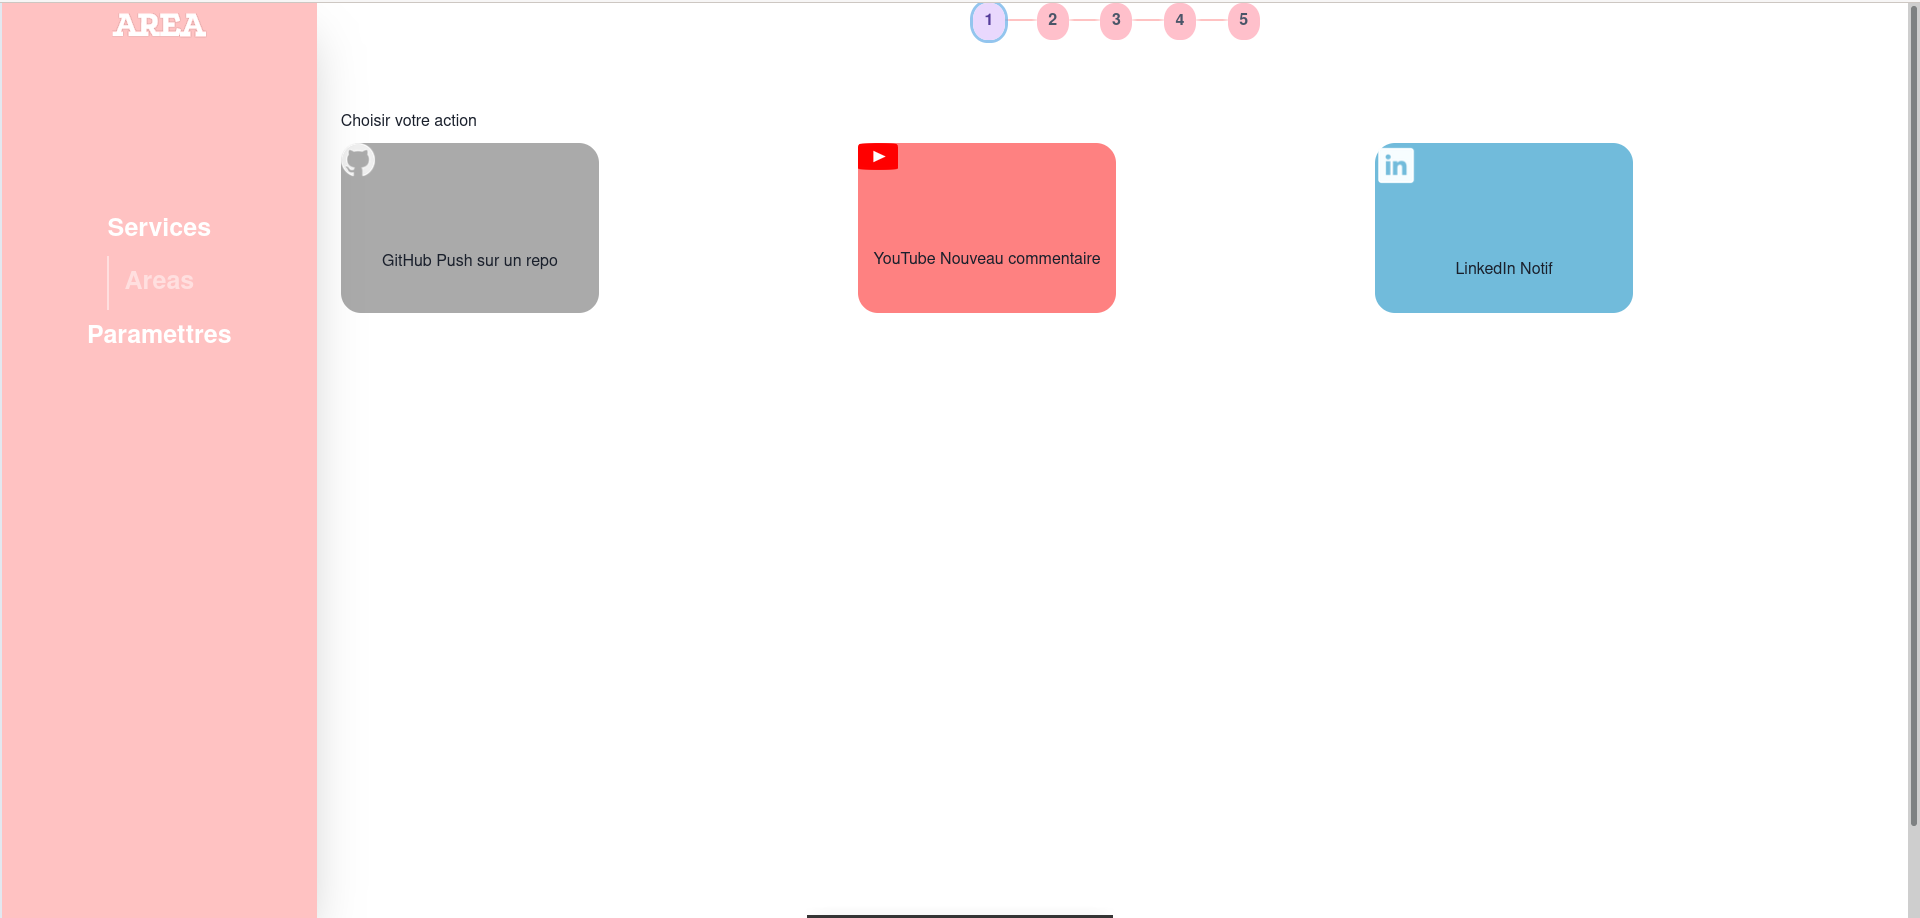 AREA
1 2 3 4 5
Choisir votre action
Services
Areas
Paramettres
GitHub Push sur un repo
YouTube Nouveau commentaire
in
LinkedIn Notif